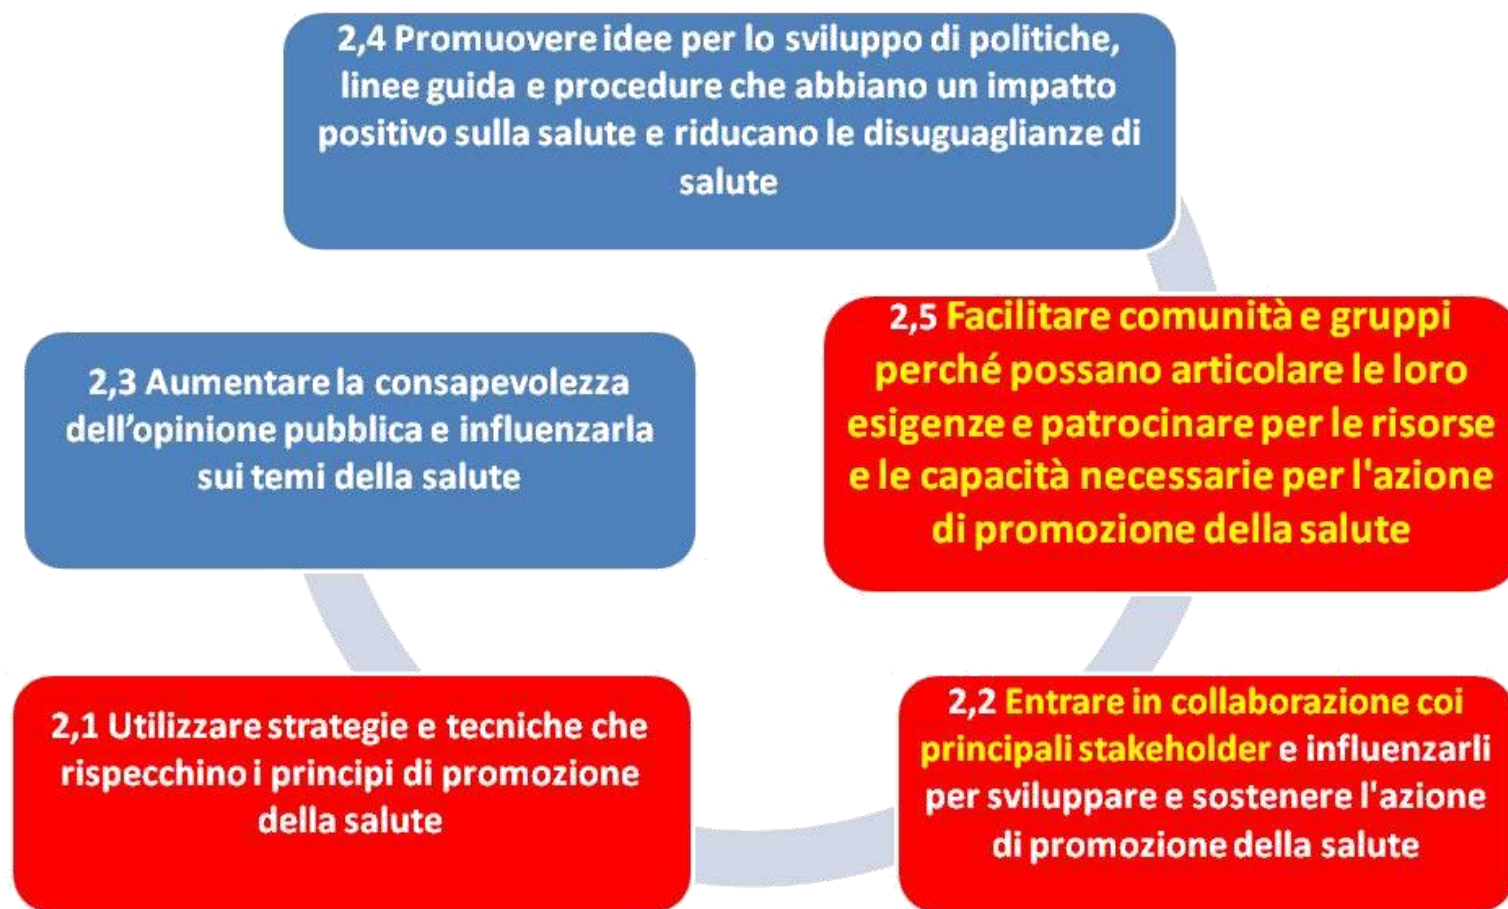 2,4 Promuovere idee per lo sviluppo di politiche,
linee guida e procedure che abbiano un impatto
positivo sulla salute e riducano le disuguaglianze di
salute
2,5 Facilitare comunità e gruppi
perché possano articolare le loro
esigenze e patrocinare per le risorse
e le capacità necessarie per l'azione
di promozione della salute
2,3 Aumentare la consapevolezza
dell’opinione pubblica e influenzarla
sui temi della salute
2,1 Utilizzare strategie e tecniche che
rispecchino i principi di promozione
della salute
2,2 Entrare in collaborazione coi
principali stakeholder e influenzarli
per sviluppare e sostenere l'azione
di promozione della salute